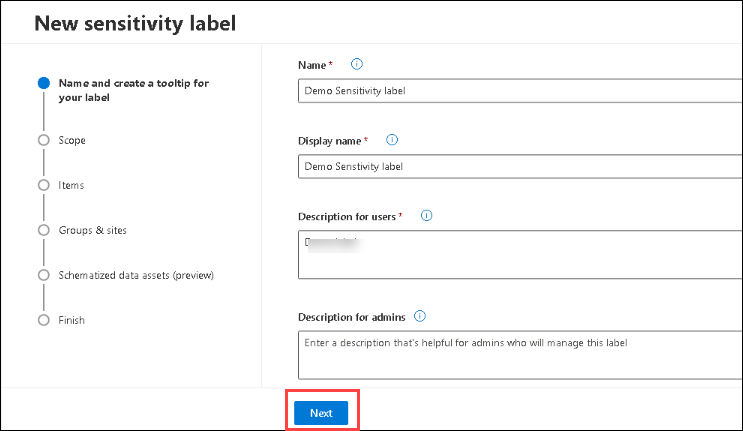 New sensitivity label
Name and create a tooltip for
your label
Scope
Items
Groups & sites
Schematized data assets (preview)
Finish
Name *
Demo Sensitivity label
Display name *
Demo Senstivity label
Description for users *
Description for admins
Enter a description that's helpful for admins who will manage this label
Next